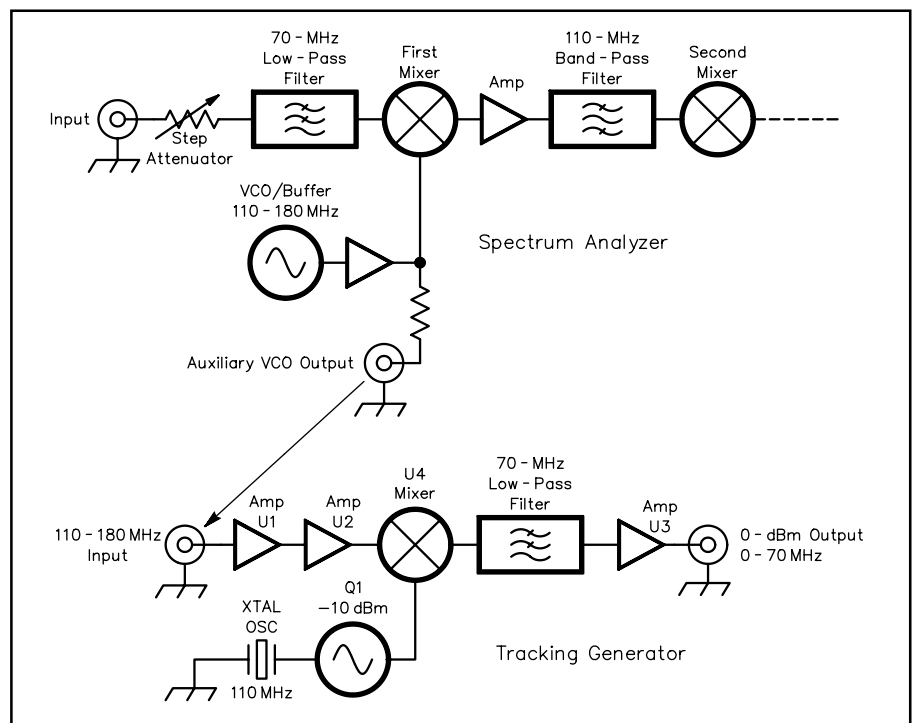 70 - MHz
Low - Pass
Filter
First
Mixer
Amp
110 - MHz
Band - Pass
Filter
Second
Mixer
Input
Step
Attenuator
VCO/Buffer
110 - 180 MHz
Spectrum Analyzer
Auxiliary VCO Output
110 - 180 MHz
Input
Amp
U1
Amp
U2
U4
Mixer
70 - MHz
Low - Pass
Filter
Amp
U3
0 - dBm Output
0 - 70 MHz
XTAL
OSC
110 MHz
Q1
−10 dBm
Tracking Generator